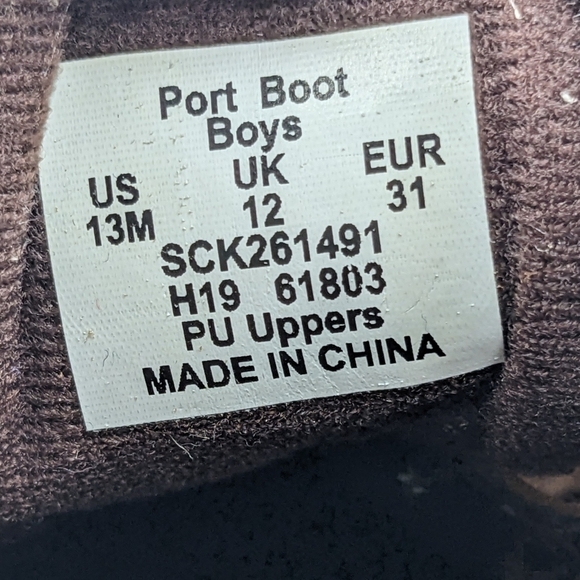 Port Boot
Boys
US UK EUR
13M 12 31
SCK261491
H19 61803
PU Uppers
MADE IN CHINA